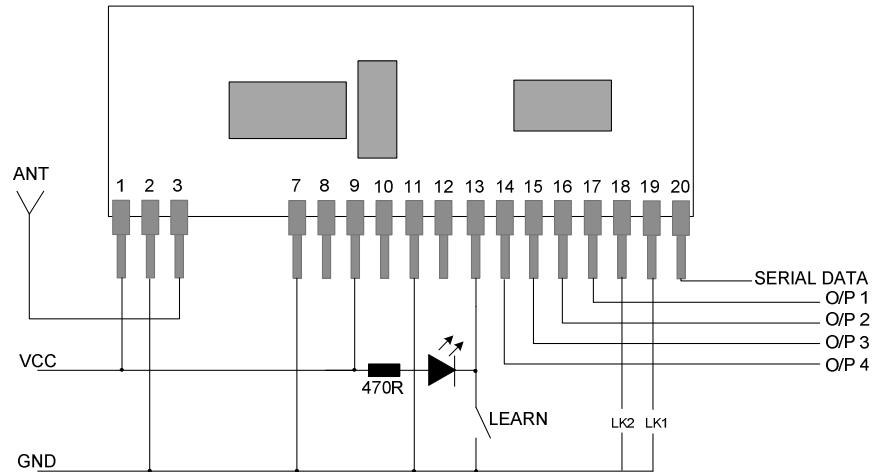 ANT
1 2 3 7 8 9 10 11 12 13 14 15 16 17 18 19 20
SERIAL DATA
O/P 1
O/P 2
O/P 3
O/P 4
VCC
470R
LEARN
LK2 LK1
GND